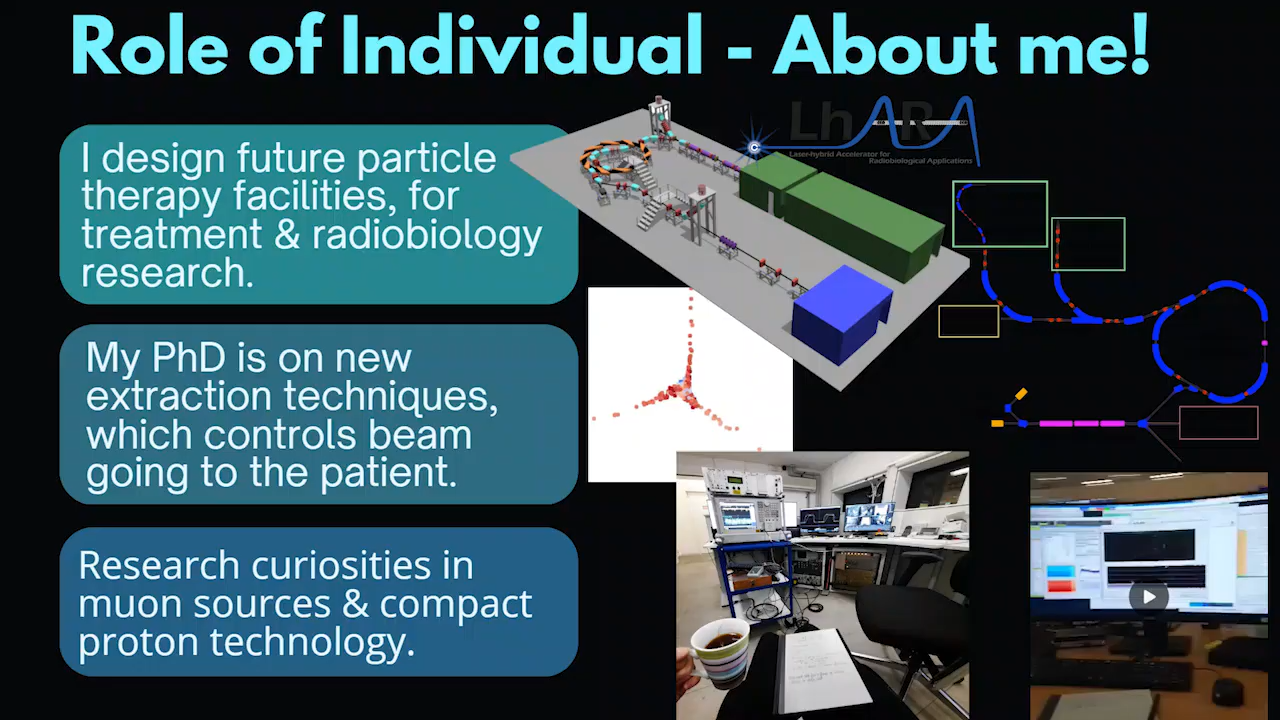 Role of Individual - About me!
I design future particle
therapy facilities, for
treatment & radiobiology
research.
LhARA
Laser-hybrid Accelerator for
Radiobiological Applications
My PhD is on new
extraction techniques,
which controls beam
going to the patient.
Research curiosities in
muon sources & compact
proton technology.